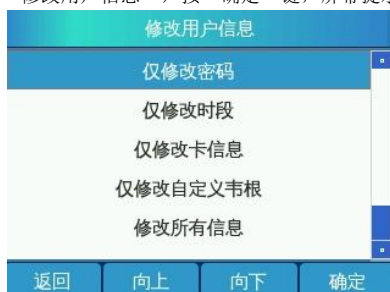 修改用户信息
仅修改密码
仅修改时段
仅修改卡信息
仅修改自定义韦根
修改所有信息
返回 向上 向下 确定